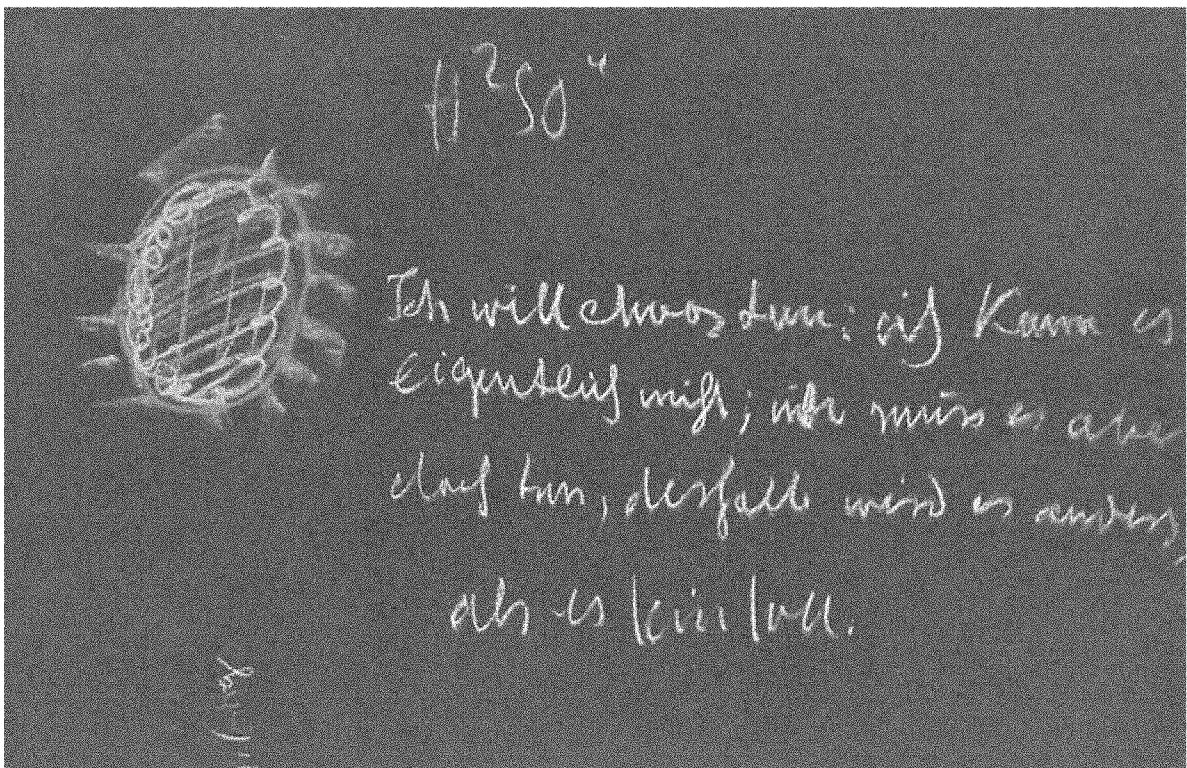 H²SO⁴
Ich will etwas tun: ich kann es
eigentlich nicht; ich muss es aber
doch tun, deshalb wird es anders,
als es sein soll.